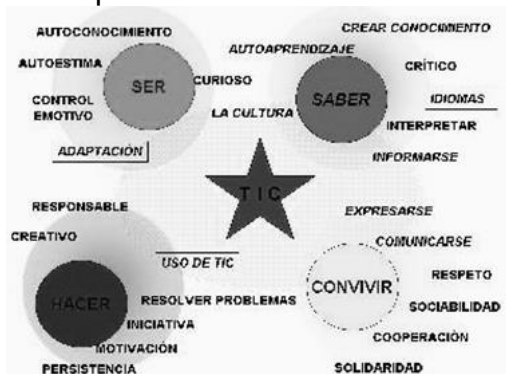 AUTOCONOCIMIENTO
AUTOESTIMA
SER
CURIOSO
CONTROL
EMOTIVO
ADAPTACIÓN
CREAR CONOCIMIENTO
AUTOAPRENDIZAJE
CRÍTICO
SABER
IDIOMAS
LA CULTURA
INTERPRETAR
INFORMARSE
TIC
RESPONSABLE
CREATIVO
USO DE TIC
HACER
RESOLVER PROBLEMAS
INICIATIVA
MOTIVACIÓN
PERSISTENCIA
EXPRESARSE
COMUNICARSE
RESPETO
CONVIVIR
SOCIABILIDAD
COOPERACIÓN
SOLIDARIDAD